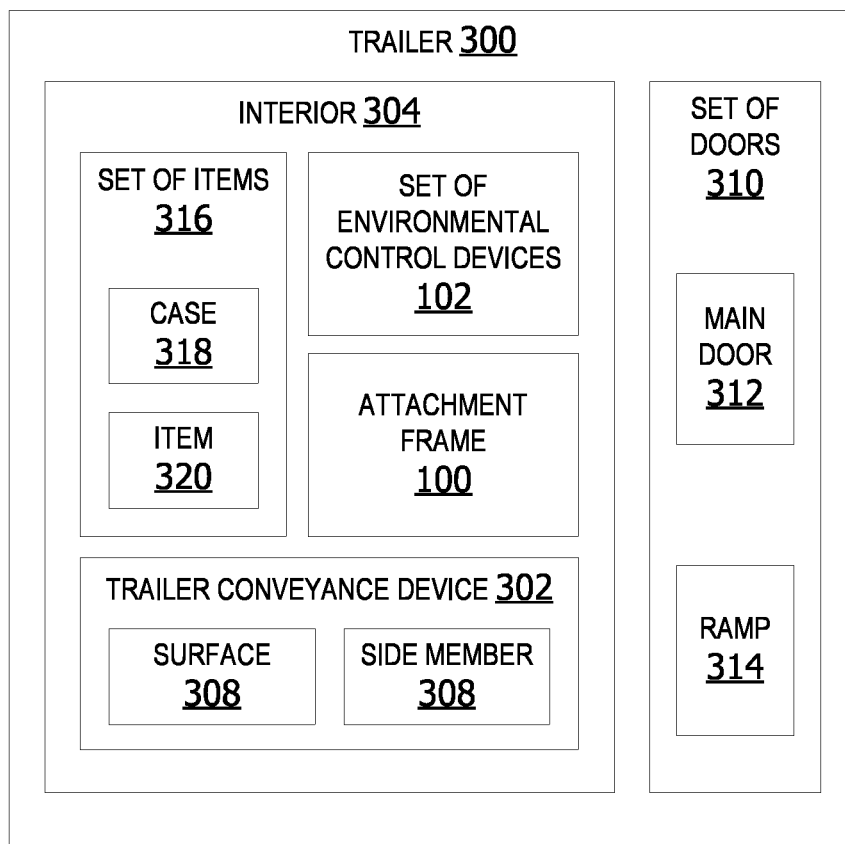 TRAILER 300
INTERIOR 304
SET OF ITEMS
316
CASE
318
ITEM
320
SET OF
ENVIRONMENTAL
CONTROL DEVICES
102
ATTACHMENT
FRAME
100
TRAILER CONVEYANCE DEVICE 302
SURFACE
308
SIDE MEMBER
308
SET OF
DOORS
310
MAIN
DOOR
312
RAMP
314